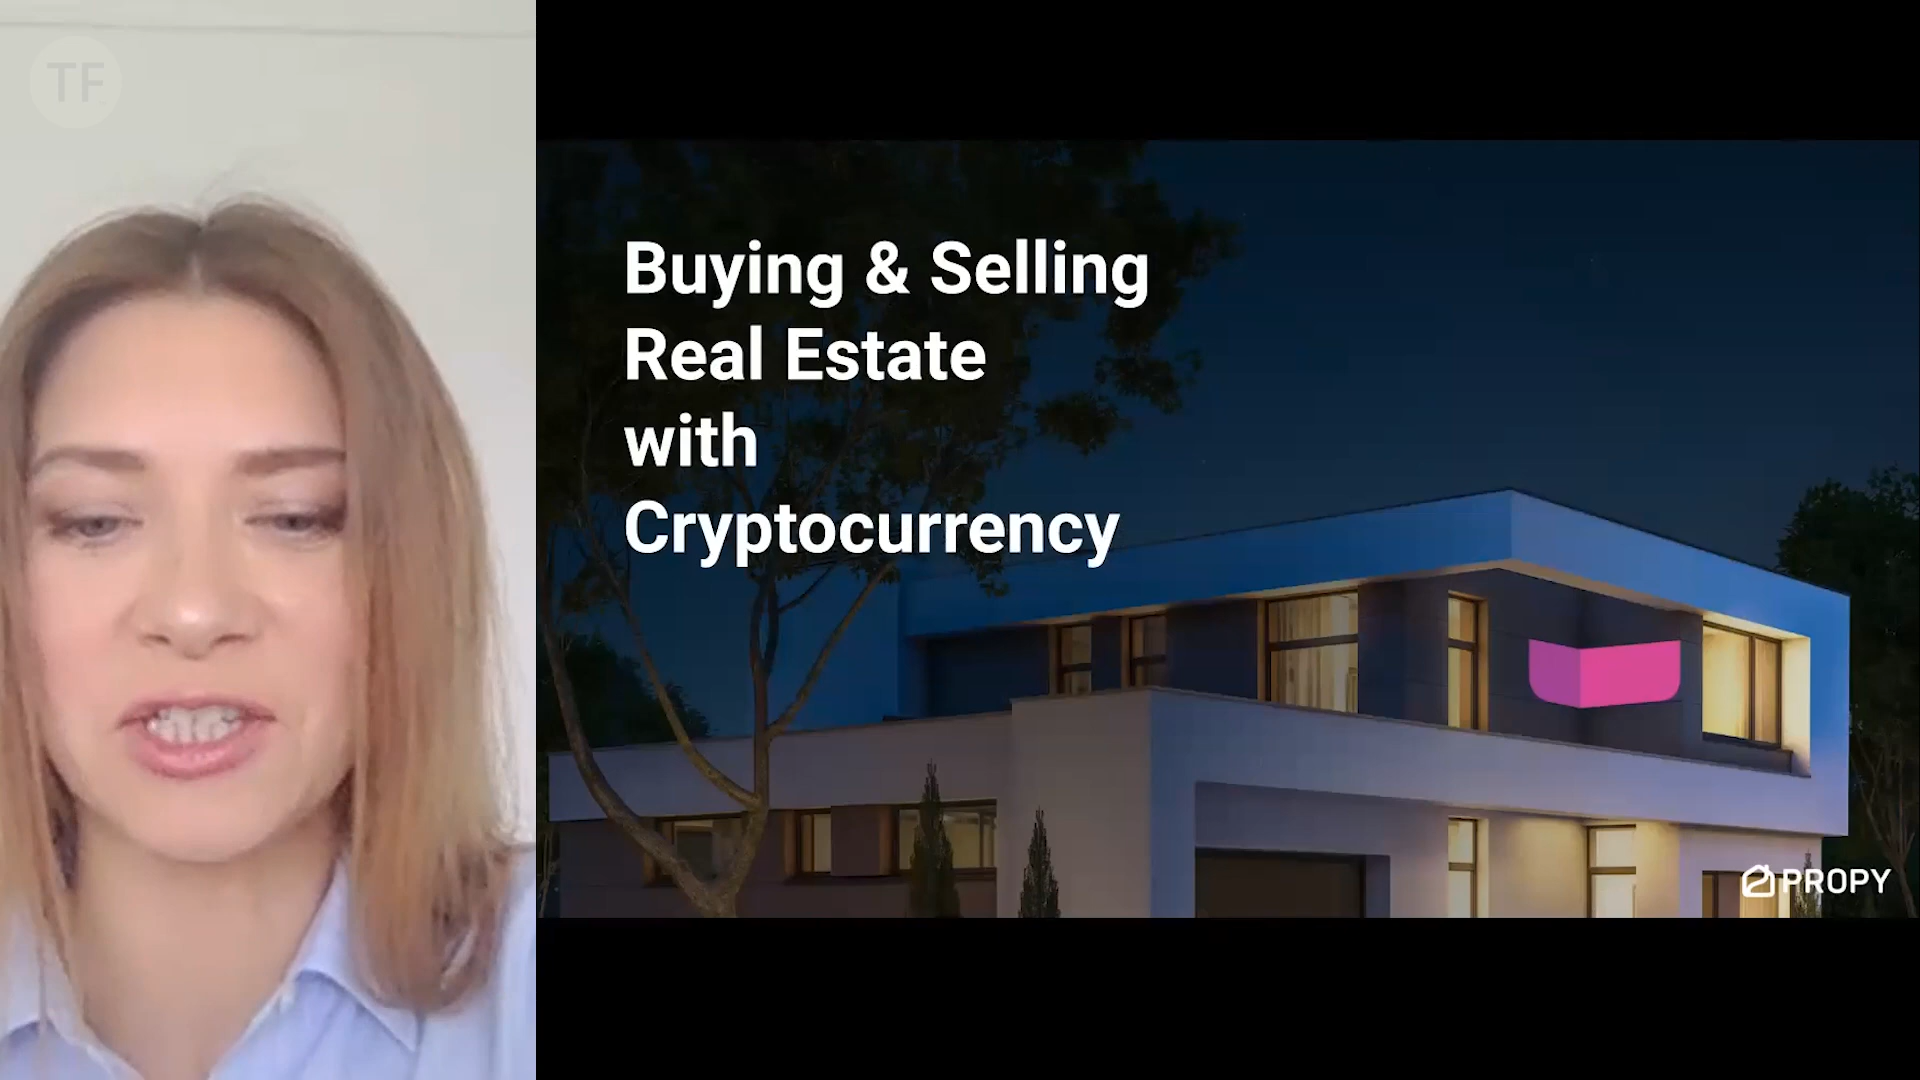 TF
Buying & Selling
Real Estate
with
Cryptocurrency
PROPY